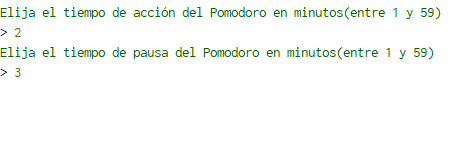 Elija el tiempo de acción del Pomodoro en minutos(entre 1 y 59)
> 2
Elija el tiempo de pausa del Pomodoro en minutos(entre 1 y 59)
> 3